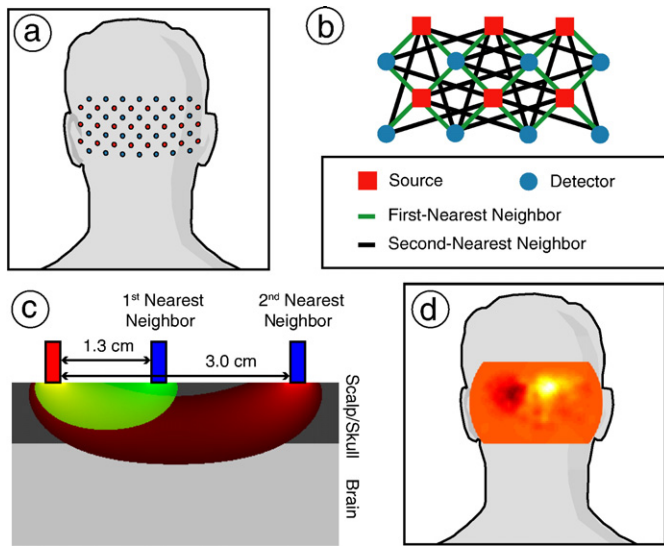 a
b
Source
Detector
First-Nearest Neighbor
Second-Nearest Neighbor
c
1st Nearest
Neighbor
2nd Nearest
Neighbor
1.3 cm
3.0 cm
Scalp/Skull
Brain
d